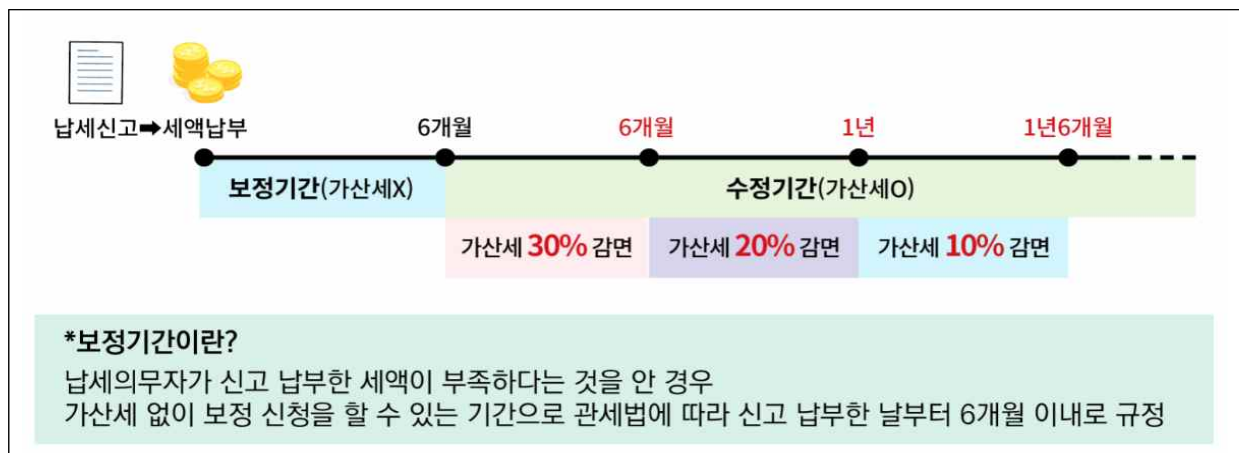 납세신고➡세액납부
6개월 6개월 1년 1년6개월
보정기간(가산세X) 수정기간(가산세O)
가산세 30% 감면 가산세 20% 감면 가산세 10% 감면
*보정기간이란?
납세의무자가 신고 납부한 세액이 부족하다는 것을 안 경우
가산세 없이 보정 신청을 할 수 있는 기간으로 관세법에 따라 신고 납부한 날부터 6개월 이내로 규정